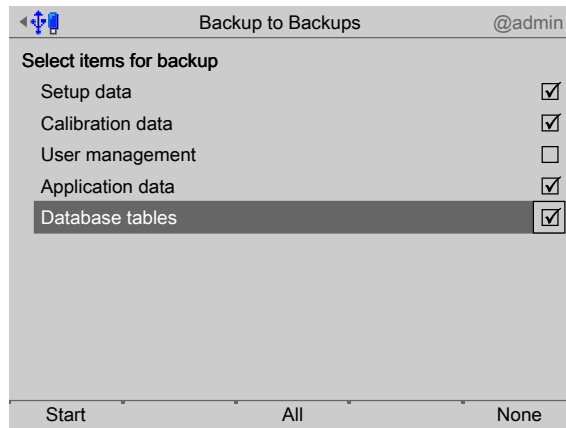 Backup to Backups @admin
Select items for backup
Setup data
Calibration data
User management
Application data
Database tables
Start All None